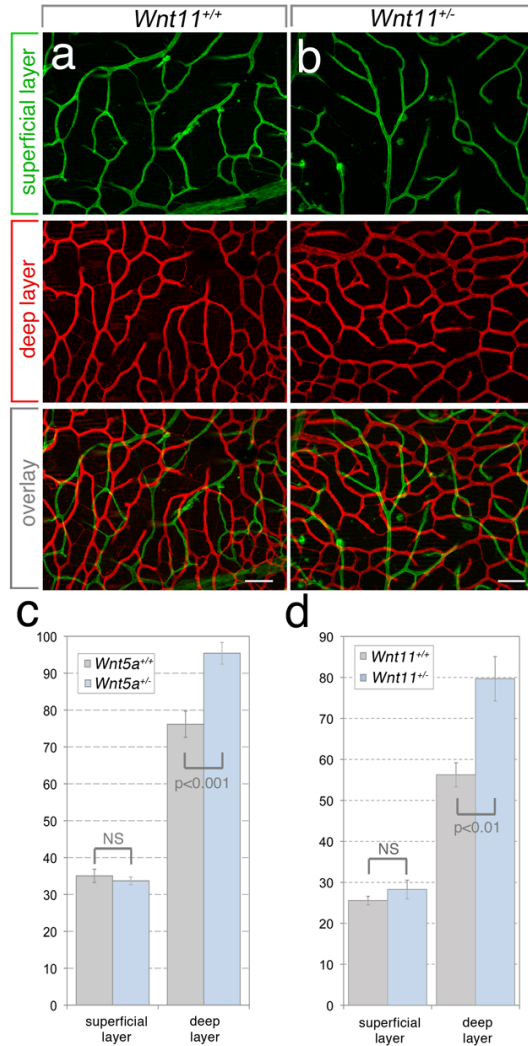 Wnt11+/+
Wnt11+/-
a
b
superficial layer
deep layer
overlay
c
d
100
90
80
70
60
50
40
30
20
10
0
Wnt5a+/+
Wnt5a+/-
NS
p<0.001
superficial
layer
deep
layer
90
80
70
60
50
40
30
20
10
0
Wnt11+/+
Wnt11+/-
NS
p<0.01
superficial
layer
deep
layer